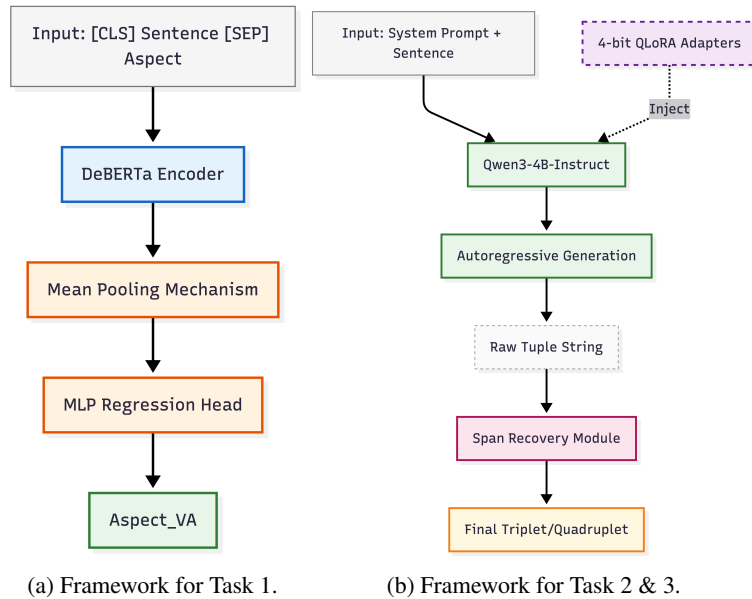 Input: [CLS] Sentence [SEP]
Aspect
DeBERTa Encoder
Mean Pooling Mechanism
MLP Regression Head
Aspect_VA
(a) Framework for Task 1.
Input: System Prompt +
Sentence
4-bit QLoRA Adapters
Inject
Qwen3-4B-Instruct
Autoregressive Generation
Raw Tuple String
Span Recovery Module
Final Triplet/Quadruplet
(b) Framework for Task 2 & 3.